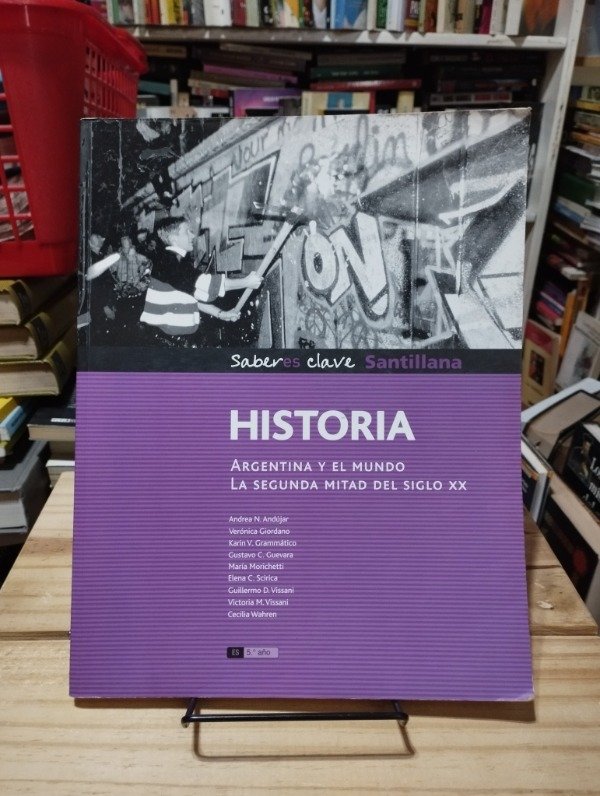 ON
Saberes clave Santillana
HISTORIA
ARGENTINA Y EL MUNDO
LA SEGUNDA MITAD DEL SIGLO XX
Andrea N. Andújar
Verónica Giordano
Karin V. Grammático
Gustavo C. Guevara
María Morichetti
Elena C. Scirica
Guillermo D. Vissani
Victoria M. Vissani
Cecilia Wahren
ES 5.° año